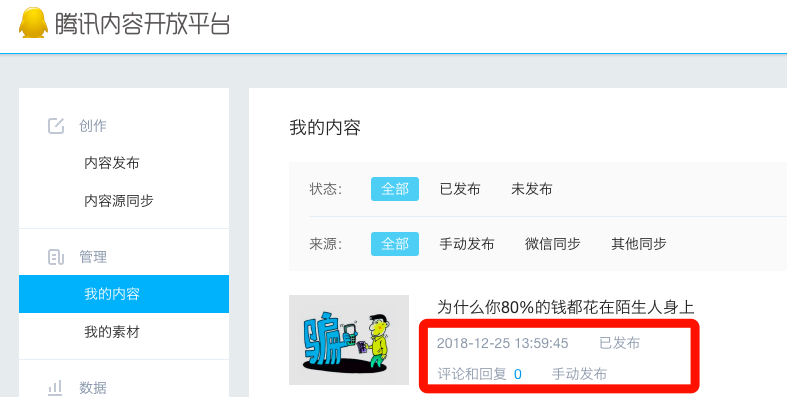 腾讯内容开放平台
创作
内容发布
内容源同步
管理
我的内容
我的素材
数据
我的内容
状态： 全部 已发布 未发布
来源： 全部 手动发布 微信同步 其他同步
骗
为什么你80%的钱都花在陌生人身上
2018-12-25 13:59:45 已发布
评论和回复 0 手动发布